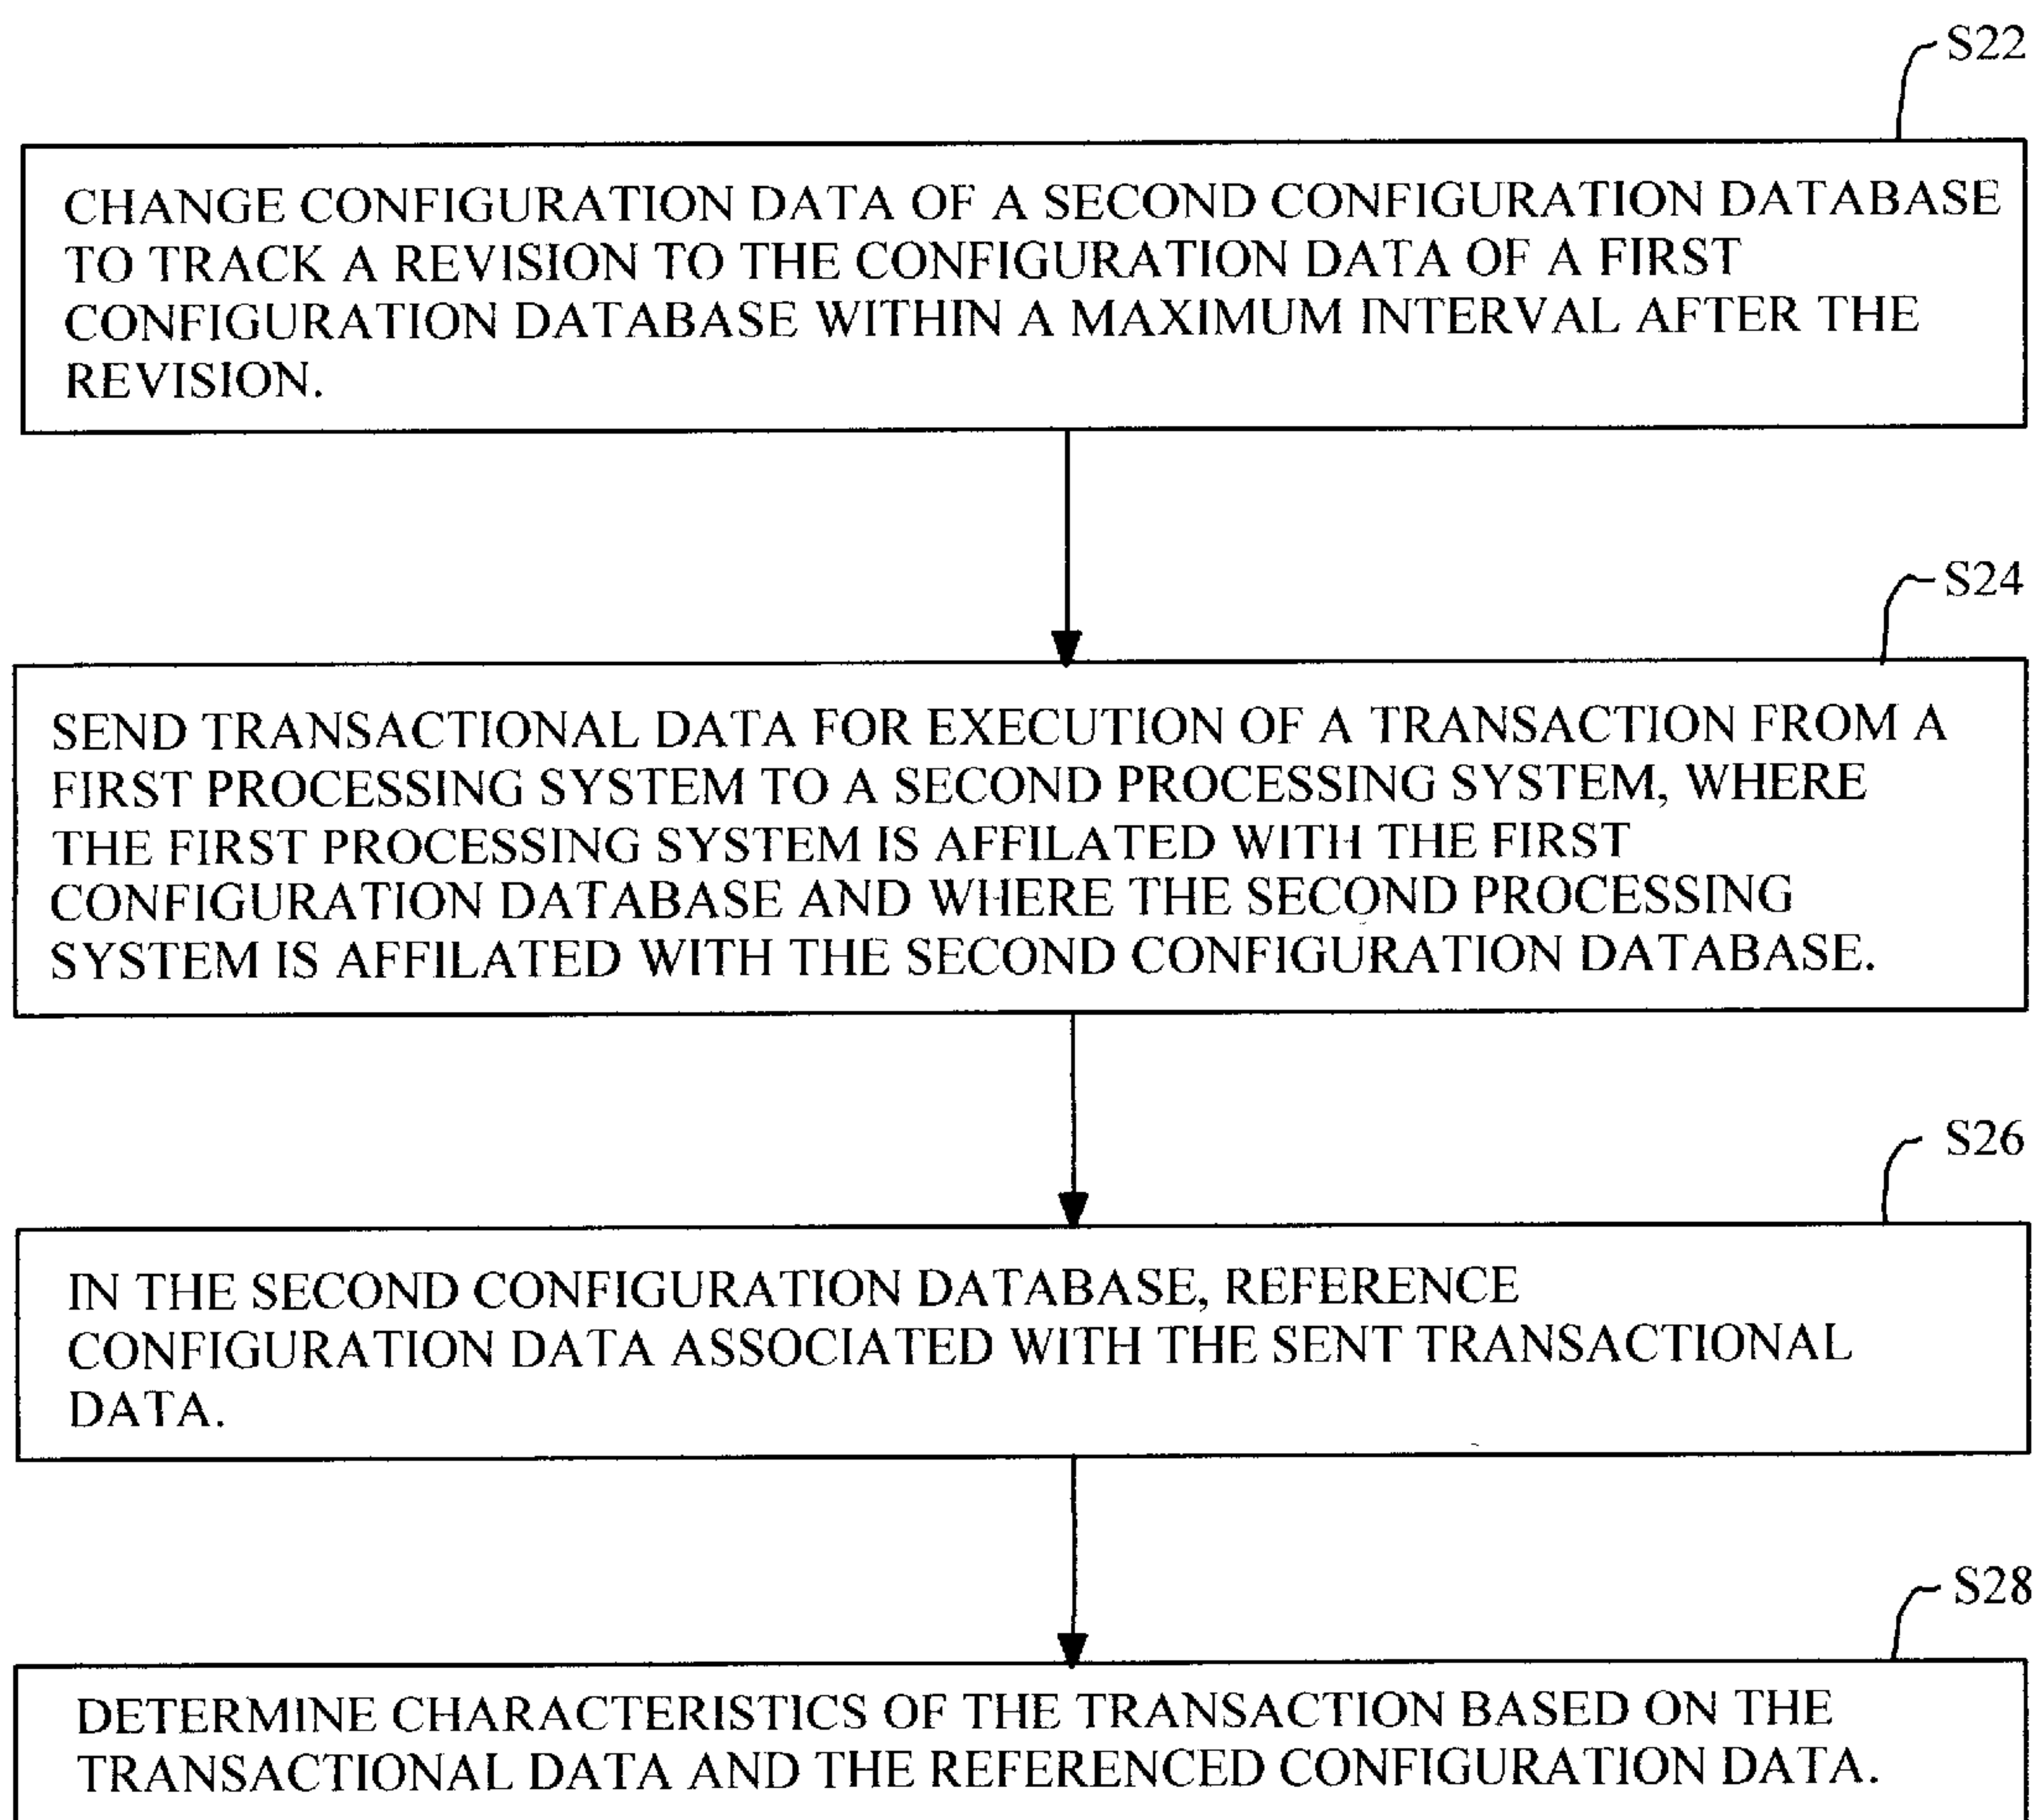 S22
CHANGE CONFIGURATION DATA OF A SECOND CONFIGURATION DATABASE
TO TRACK A REVISION TO THE CONFIGURATION DATA OF A FIRST
CONFIGURATION DATABASE WITHIN A MAXIMUM INTERVAL AFTER THE
REVISION.
S24
SEND TRANSACTIONAL DATA FOR EXECUTION OF A TRANSACTION FROM A
FIRST PROCESSING SYSTEM TO A SECOND PROCESSING SYSTEM, WHERE
THE FIRST PROCESSING SYSTEM IS AFFILATED WITH THE FIRST
CONFIGURATION DATABASE AND WHERE THE SECOND PROCESSING
SYSTEM IS AFFILATED WITH THE SECOND CONFIGURATION DATABASE.
S26
IN THE SECOND CONFIGURATION DATABASE, REFERENCE
CONFIGURATION DATA ASSOCIATED WITH THE SENT TRANSACTIONAL
DATA.
S28
DETERMINE CHARACTERISTICS OF THE TRANSACTION BASED ON THE
TRANSACTIONAL DATA AND THE REFERENCED CONFIGURATION DATA.